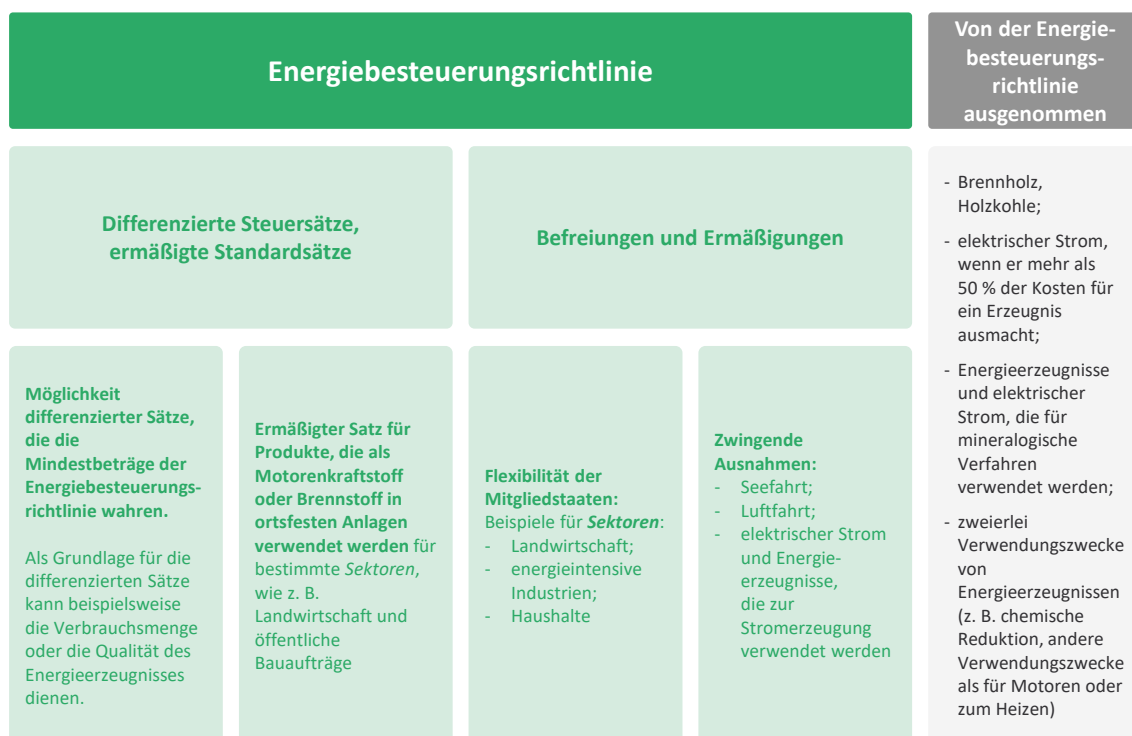 Energiebesteuerungsrichtlinie
Von der Energie-
besteuerungs-
richtlinie
ausgenommen
Differenzierte Steuersätze,
ermäßigte Standardsätze
Befreiungen und Ermäßigungen
Möglichkeit
differenzierter Sätze,
die die
Mindestbeträge der
Energiebesteuerungs-
richtlinie wahren.
Als Grundlage für die
differenzierten Sätze
kann beispielsweise
die Verbrauchsmenge
oder die Qualität des
Energieerzeugnisses
dienen.
Ermäßigter Satz für
Produkte, die als
Motorenkraftstoff
oder Brennstoff in
ortsfesten Anlagen
verwendet werden für
bestimmte Sektoren,
wie z. B.
Landwirtschaft und
öffentliche
Bauaufträge
Flexibilität der
Mitgliedstaaten:
Beispiele für Sektoren:
- Landwirtschaft;
- energieintensive
Industrien;
- Haushalte
Zwingende
Ausnahmen:
- Seefahrt;
- Luftfahrt;
- elektrischer Strom
und Energie-
erzeugnisse,
die zur
Stromerzeugung
verwendet werden
- Brennholz,
Holzkohle;
- elektrischer Strom,
wenn er mehr als
50 % der Kosten für
ein Erzeugnis
ausmacht;
- Energieerzeugnisse
und elektrischer
Strom, die für
mineralogische
Verfahren
verwendet werden;
- zweierlei
Verwendungszwecke
von
Energieerzeugnissen
(z. B. chemische
Reduktion, andere
Verwendungszwecke
als für Motoren oder
zum Heizen)